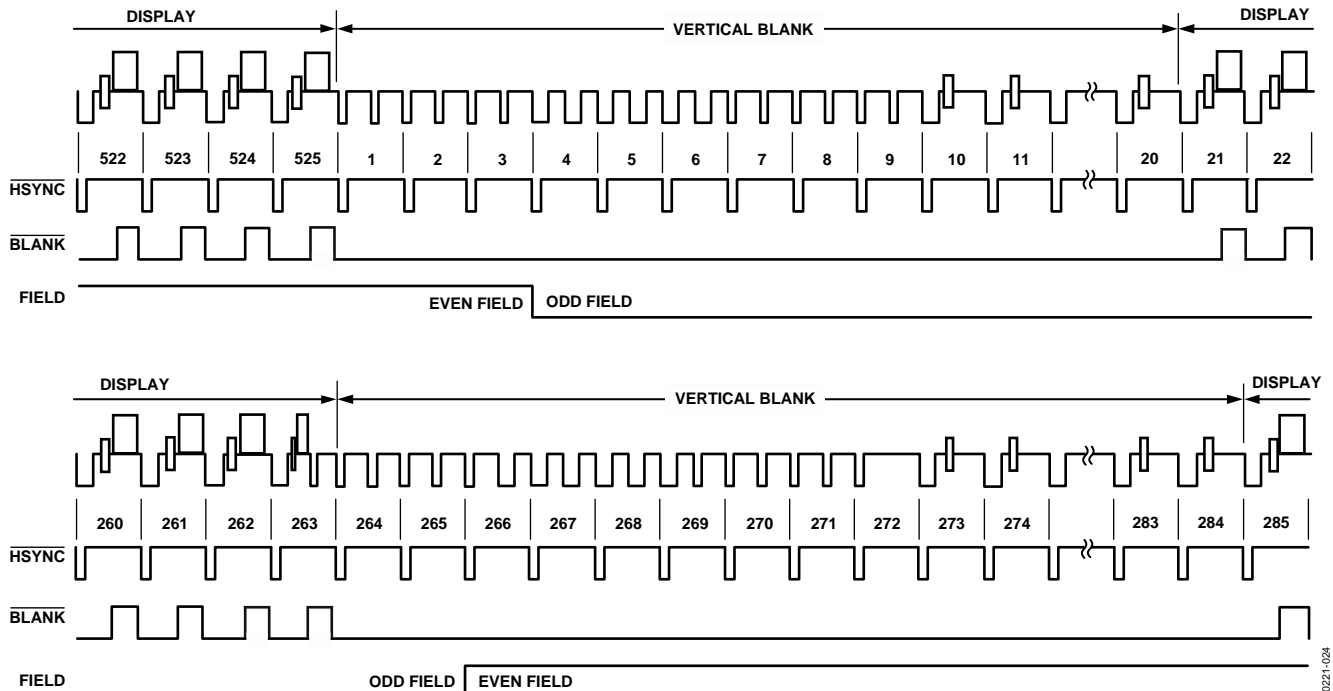 DISPLAY VERTICAL BLANK DISPLAY
522 523 524 525 1 2 3 4 5 6 7 8 9 10 11 20 21 22
HSYNC
BLANK
FIELD EVEN FIELD ODD FIELD
DISPLAY VERTICAL BLANK DISPLAY
260 261 262 263 264 265 266 267 268 269 270 271 272 273 274 283 284 285
HSYNC
BLANK
FIELD ODD FIELD EVEN FIELD
0221-024